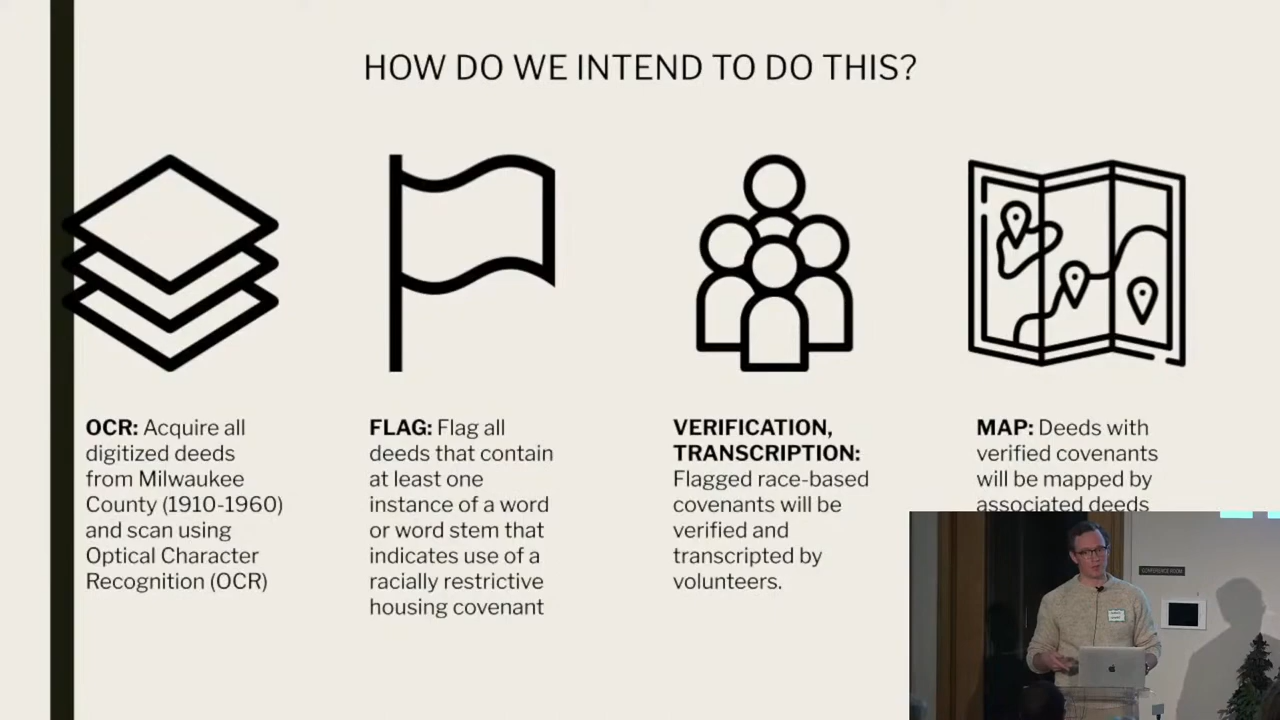 HOW DO WE INTEND TO DO THIS?
OCR: Acquire all
digitized deeds
from Milwaukee
County (1910-1960)
and scan using
Optical Character
Recognition (OCR)
FLAG: Flag all
deeds that contain
at least one
instance of a word
or word stem that
indicates use of a
racially restrictive
housing covenant
VERIFICATION,
TRANSCRIPTION:
Flagged race-based
covenants will be
verified and
transcripted by
volunteers.
MAP: Deeds with
verified covenants
will be mapped by
associated deeds
CONFERENCE ROOM